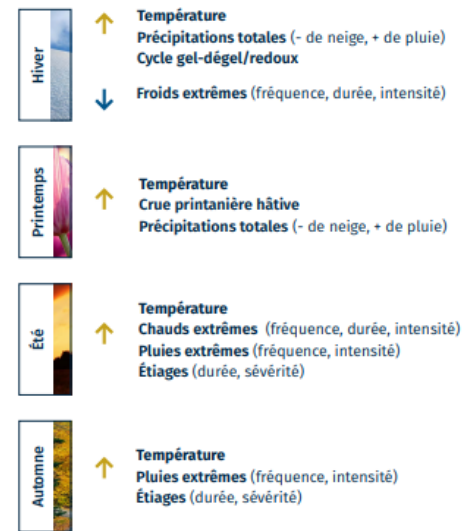 Hiver
Température
Précipitations totales (- de neige, + de pluie)
Cycle gel-dégel/redoux
Froids extrêmes (fréquence, durée, intensité)
Printemps
Température
Crue printanière hâtive
Précipitations totales (- de neige, + de pluie)
Été
Température
Chauds extrêmes (fréquence, durée, intensité)
Pluies extrêmes (fréquence, intensité)
Étiages (durée, sévérité)
Automne
Température
Pluies extrêmes (fréquence, intensité)
Étiages (durée, sévérité)